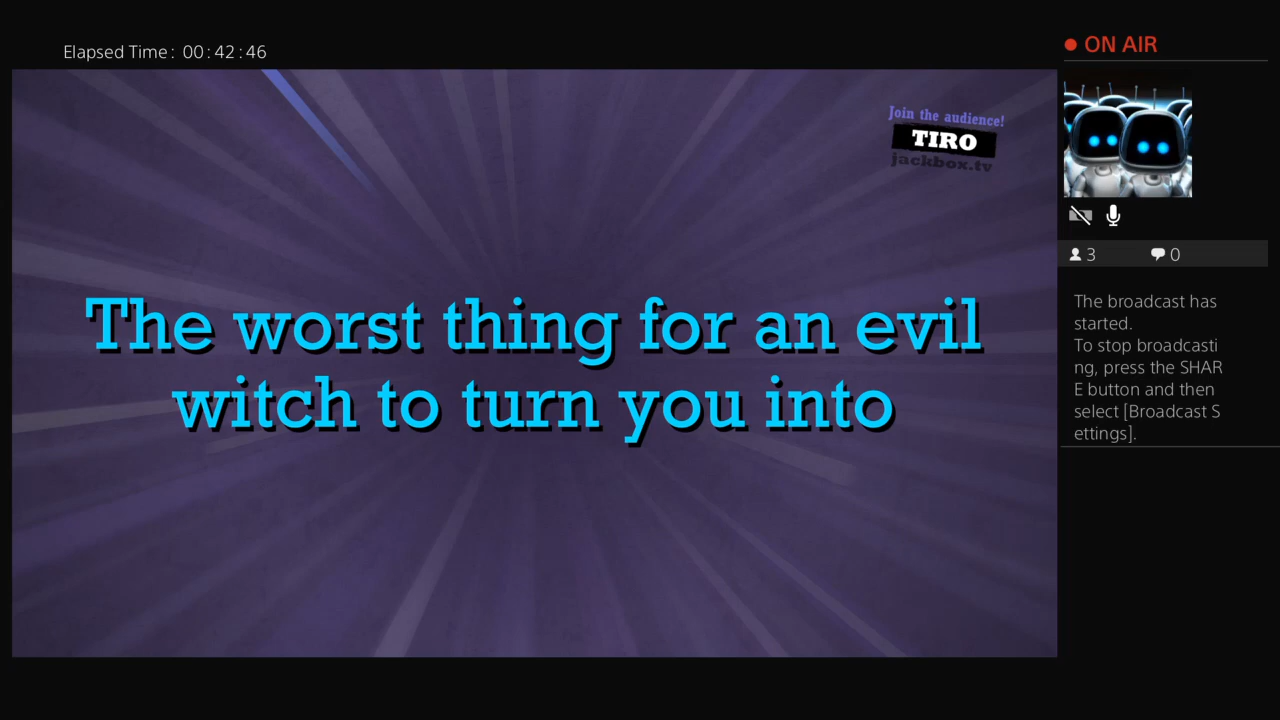 Elapsed Time: 00:42:46
ON AIR
Join the audience!
TIRO
jackbox.tv
The worst thing for an evil
witch to turn you into
3 0
The broadcast has
started.
To stop broadcasti
ng, press the SHAR
E button and then
select [Broadcast S
ettings].